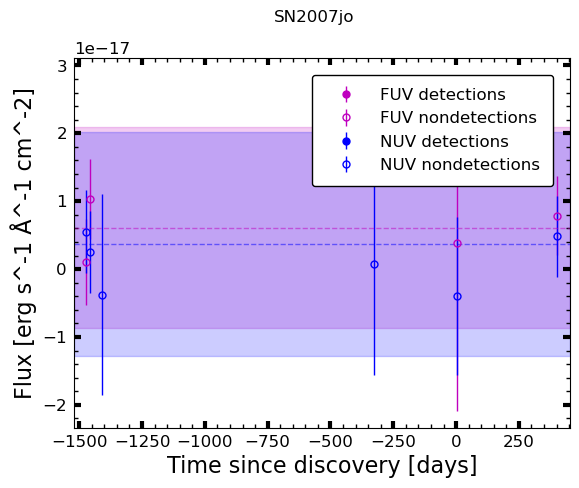 SN2007jo
1e−17
FUV detections
FUV nondetections
NUV detections
NUV nondetections
3
2
1
0
−1
−2
Flux [erg s^-1 Å^-1 cm^-2]
−1500 −1250 −1000 −750 −500 −250 0 250
Time since discovery [days]